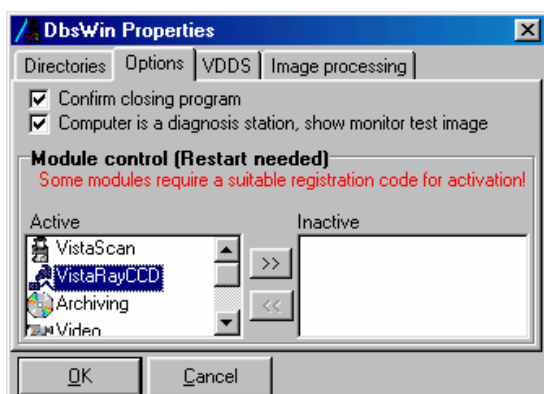 DbsWin Properties
Directories Options VDDS Image processing
Confirm closing program
Computer is a diagnosis station, show monitor test image
Module control (Restart needed)
Some modules require a suitable registration code for activation!
Active Inactive
VistaScan
VistaRayCCD
>>
Archiving
<<
Video
OK Cancel